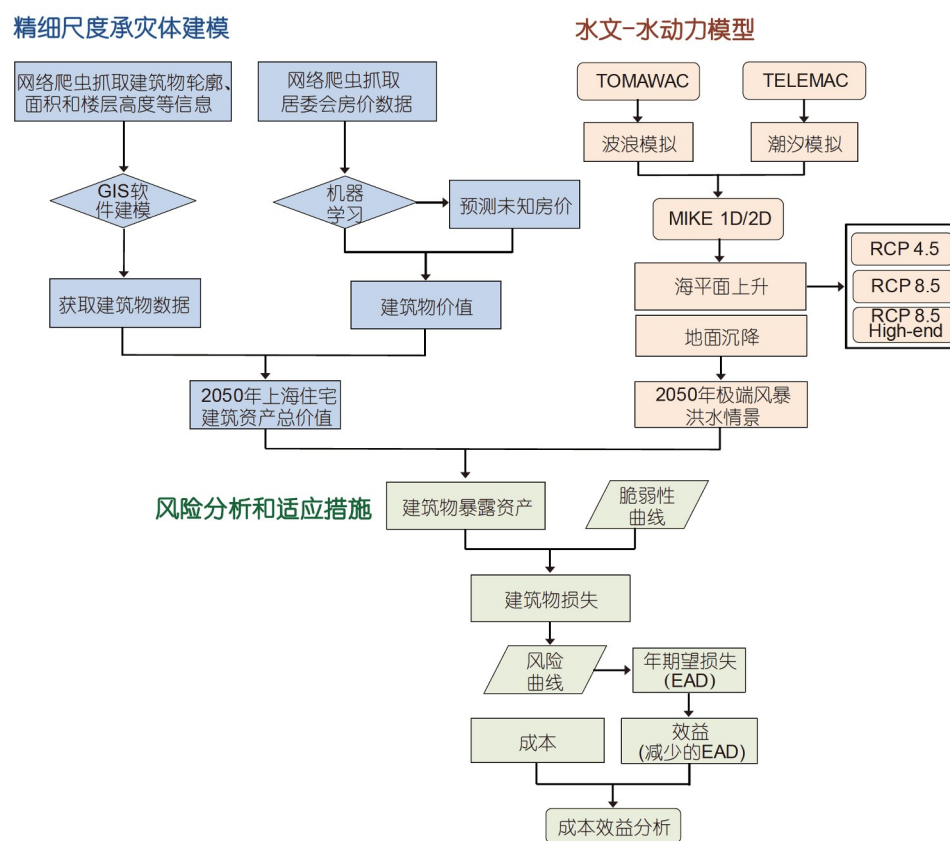 精细尺度承灾体建模
水文-水动力模型
网络爬虫抓取建筑物轮廓、
面积和楼层高度等信息
网络爬虫抓取
居委会房价数据
TOMAWAC
TELEMAC
波浪模拟
潮汐模拟
GIS软
件建模
机器
学习
预测未知房价
MIKE 1D/2D
RCP 4.5
RCP 8.5
RCP 8.5
High-end
海平面上升
获取建筑物数据
建筑物价值
地面沉降
2050年上海住宅
建筑资产总价值
2050年极端风暴
洪水情景
风险分析和适应措施
建筑物暴露资产
脆弱性
曲线
建筑物损失
风险
曲线
年期望损失
(EAD)
成本
效益
(减少的EAD)
成本效益分析